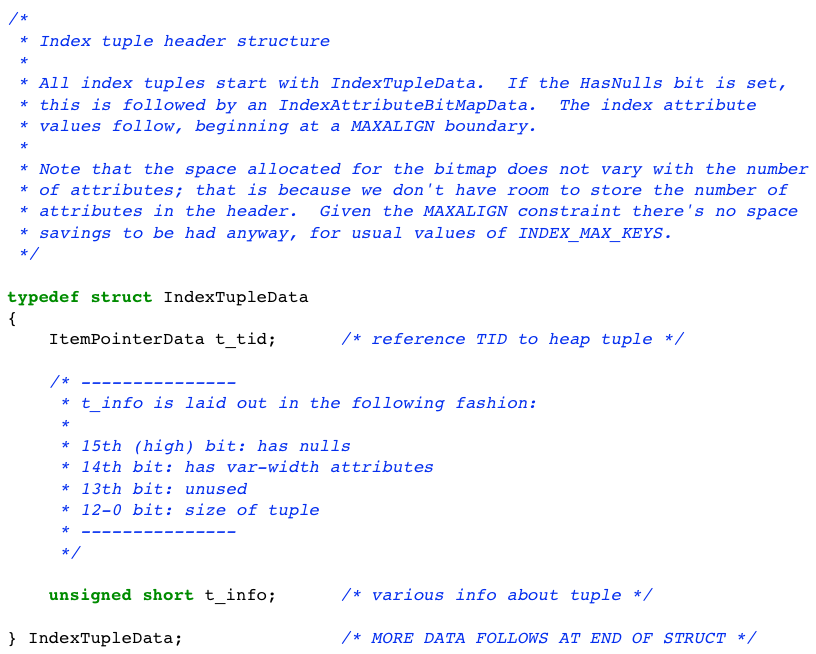 /*
 * Index tuple header structure
 *
 * All index tuples start with IndexTupleData.  If the HasNulls bit is set,
 * this is followed by an IndexAttributeBitMapData.  The index attribute
 * values follow, beginning at a MAXALIGN boundary.
 *
 * Note that the space allocated for the bitmap does not vary with the number
 * of attributes; that is because we don't have room to store the number of
 * attributes in the header.  Given the MAXALIGN constraint there's no space
 * savings to be had anyway, for usual values of INDEX_MAX_KEYS.
 */

typedef struct IndexTupleData
{
    ItemPointerData t_tid;      /* reference TID to heap tuple */

    /* ---------------
     * t_info is laid out in the following fashion:
     *
     * 15th (high) bit: has nulls
     * 14th bit: has var-width attributes
     * 13th bit: unused
     * 12-0 bit: size of tuple
     * ---------------
     */

    unsigned short t_info;      /* various info about tuple */

} IndexTupleData;               /* MORE DATA FOLLOWS AT END OF STRUCT */